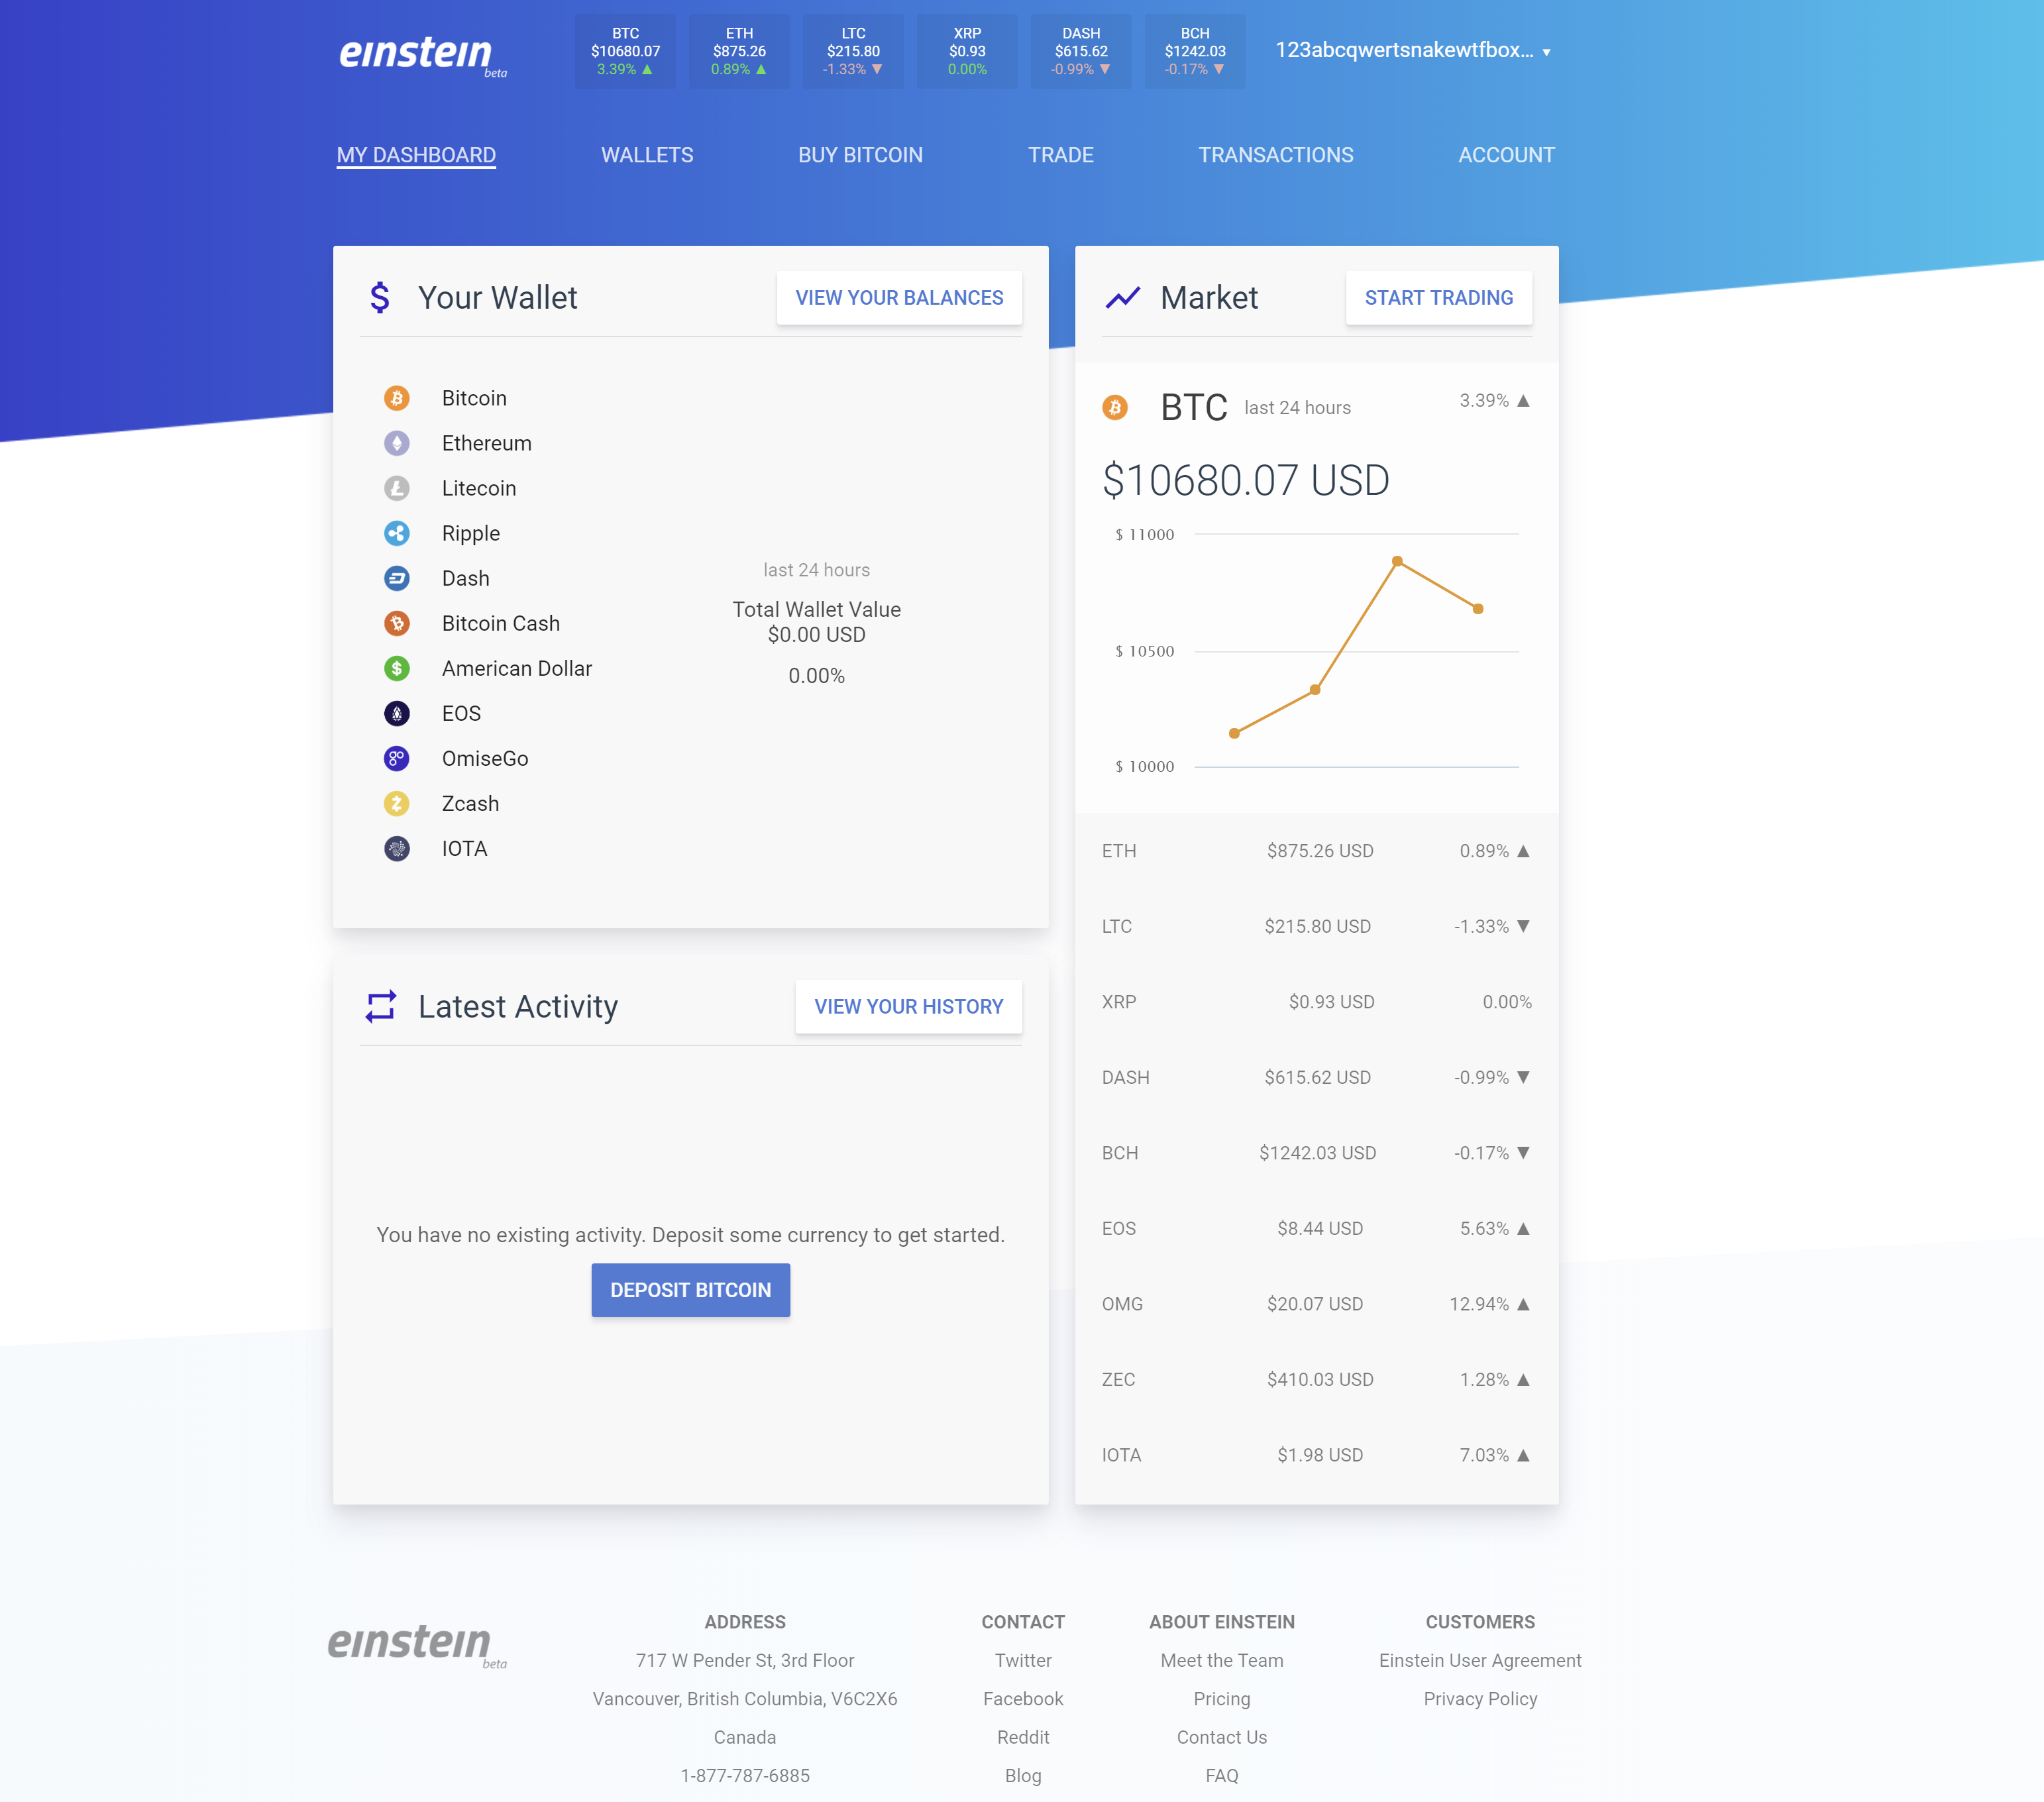 einstein
beta
BTC
$10680.07
3.39% ▲
ETH
$875.26
0.89% ▲
LTC
$215.80
-1.33% ▼
XRP
$0.93
0.00%
DASH
$615.62
-0.99% ▼
BCH
$1242.03
-0.17% ▼
123abcqwertsnakewtfbox... ▼
MY DASHBOARD
WALLETS
BUY BITCOIN
TRADE
TRANSACTIONS
ACCOUNT
$ Your Wallet
VIEW YOUR BALANCES
Bitcoin
Ethereum
Litecoin
Ripple
Dash
Bitcoin Cash
American Dollar
EOS
OmiseGo
Zcash
IOTA
last 24 hours
Total Wallet Value
$0.00 USD
0.00%
Latest Activity
VIEW YOUR HISTORY
You have no existing activity. Deposit some currency to get started.
DEPOSIT BITCOIN
Market
START TRADING
BTC last 24 hours 3.39% ▲
$10680.07 USD
$ 11000
$ 10500
$ 10000
ETH $875.26 USD 0.89% ▲
LTC $215.80 USD -1.33% ▼
XRP $0.93 USD 0.00%
DASH $615.62 USD -0.99% ▼
BCH $1242.03 USD -0.17% ▼
EOS $8.44 USD 5.63% ▲
OMG $20.07 USD 12.94% ▲
ZEC $410.03 USD 1.28% ▲
IOTA $1.98 USD 7.03% ▲
einstein
beta
ADDRESS
717 W Pender St, 3rd Floor
Vancouver, British Columbia, V6C2X6
Canada
1-877-787-6885
CONTACT
Twitter
Facebook
Reddit
Blog
ABOUT EINSTEIN
Meet the Team
Pricing
Contact Us
FAQ
CUSTOMERS
Einstein User Agreement
Privacy Policy